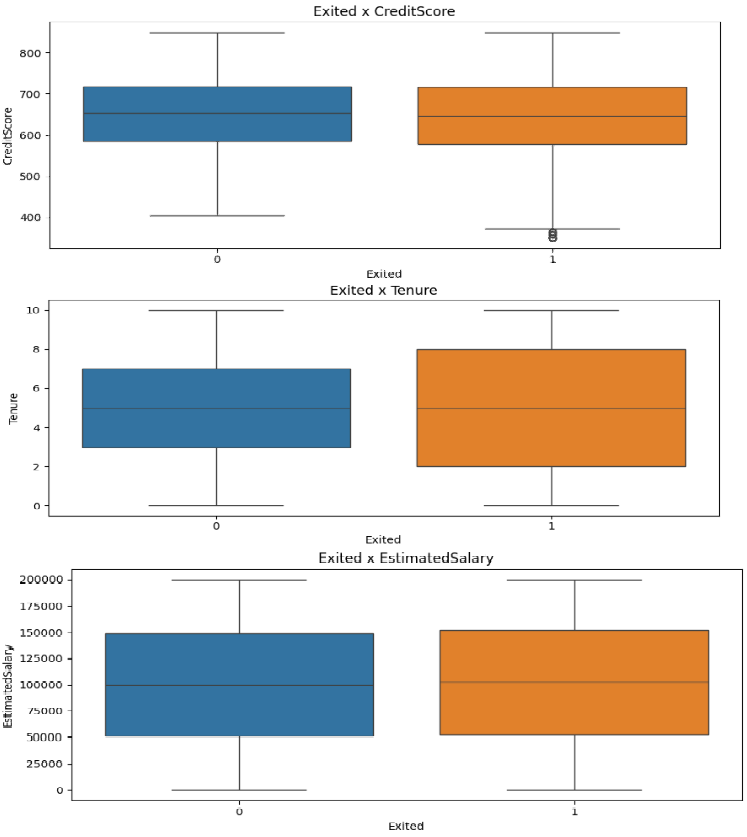 Exited x CreditScore
800
700
600
500
400
CreditScore
0 1
Exited
Exited x Tenure
10
8
6
4
2
0
Tenure
0 1
Exited
Exited x EstimatedSalary
200000
175000
150000
125000
100000
75000
50000
25000
0
EstimatedSalary
0 1
Exited